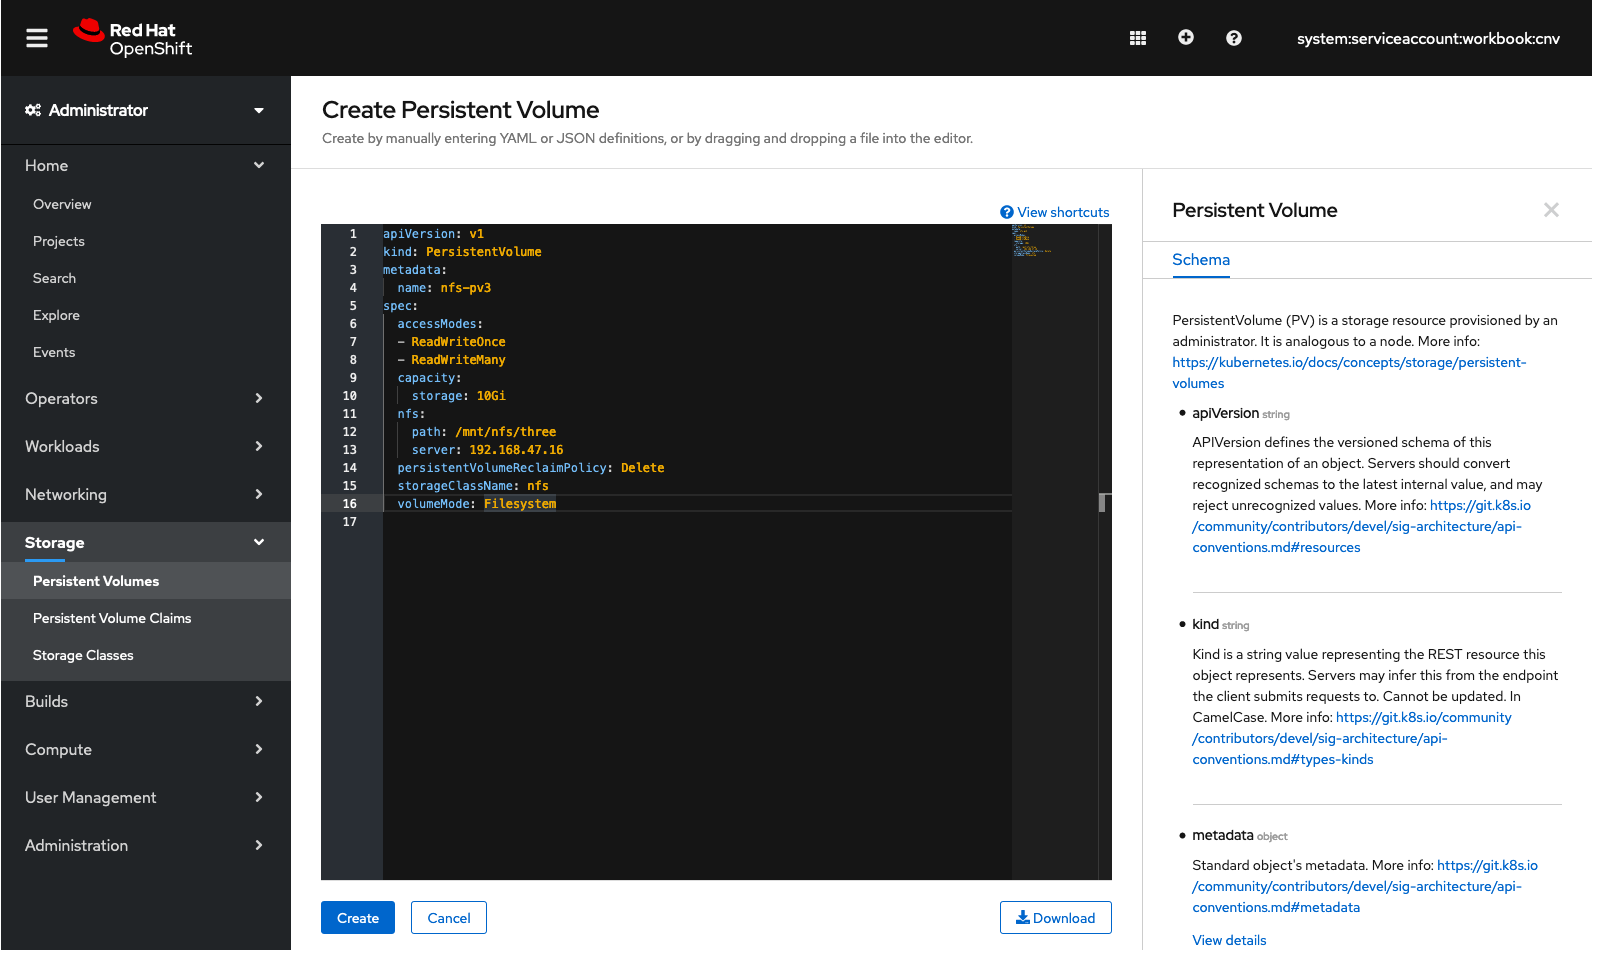 Red Hat
OpenShift
system:serviceaccount:workbook:cnv
Administrator
Home
Overview
Projects
Search
Explore
Events
Operators
Workloads
Networking
Storage
Persistent Volumes
Persistent Volume Claims
Storage Classes
Builds
Compute
User Management
Administration
Create Persistent Volume
Create by manually entering YAML or JSON definitions, or by dragging and dropping a file into the editor.
View shortcuts
1 apiVersion: v1
2 kind: PersistentVolume
3 metadata:
4 name: nfs-pv3
5 spec:
6 accessModes:
7 - ReadWriteOnce
8 - ReadWriteMany
9 capacity:
10 storage: 10Gi
11 nfs:
12 path: /mnt/nfs/three
13 server: 192.168.47.16
14 persistentVolumeReclaimPolicy: Delete
15 storageClassName: nfs
16 volumeMode: Filesystem
17
Create
Cancel
Download
Persistent Volume
Schema
PersistentVolume (PV) is a storage resource provisioned by an
administrator. It is analogous to a node. More info:
https://kubernetes.io/docs/concepts/storage/persistent-
volumes
• apiVersion string
APIVersion defines the versioned schema of this
representation of an object. Servers should convert
recognized schemas to the latest internal value, and may
reject unrecognized values. More info: https://git.k8s.io
/community/contributors/devel/sig-architecture/api-
conventions.md#resources
• kind string
Kind is a string value representing the REST resource this
object represents. Servers may infer this from the endpoint
the client submits requests to. Cannot be updated. In
CamelCase. More info: https://git.k8s.io/community
/contributors/devel/sig-architecture/api-
conventions.md#types-kinds
• metadata object
Standard object's metadata. More info: https://git.k8s.io
/community/contributors/devel/sig-architecture/api-
conventions.md#metadata
View details